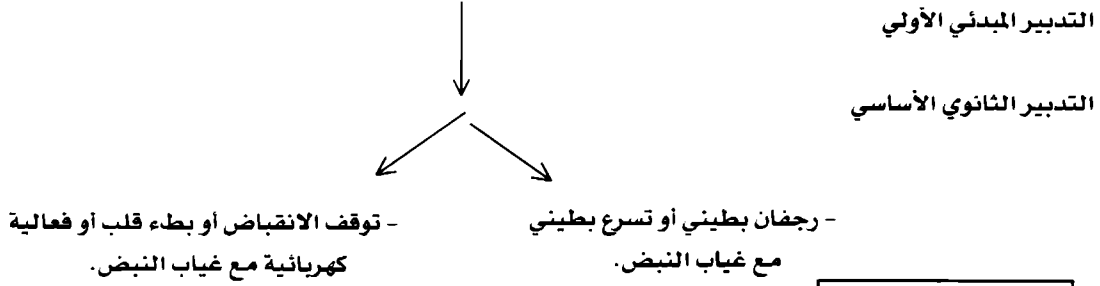 التدبير المبدئي الأولي
التدبير الثانوي الأساسي
- رجفان بطيني أو تسرع بطيني
مع غياب النبض.
- توقف الانقباض أو بطء قلب أو فعالية
كهربائية مع غياب النبض.